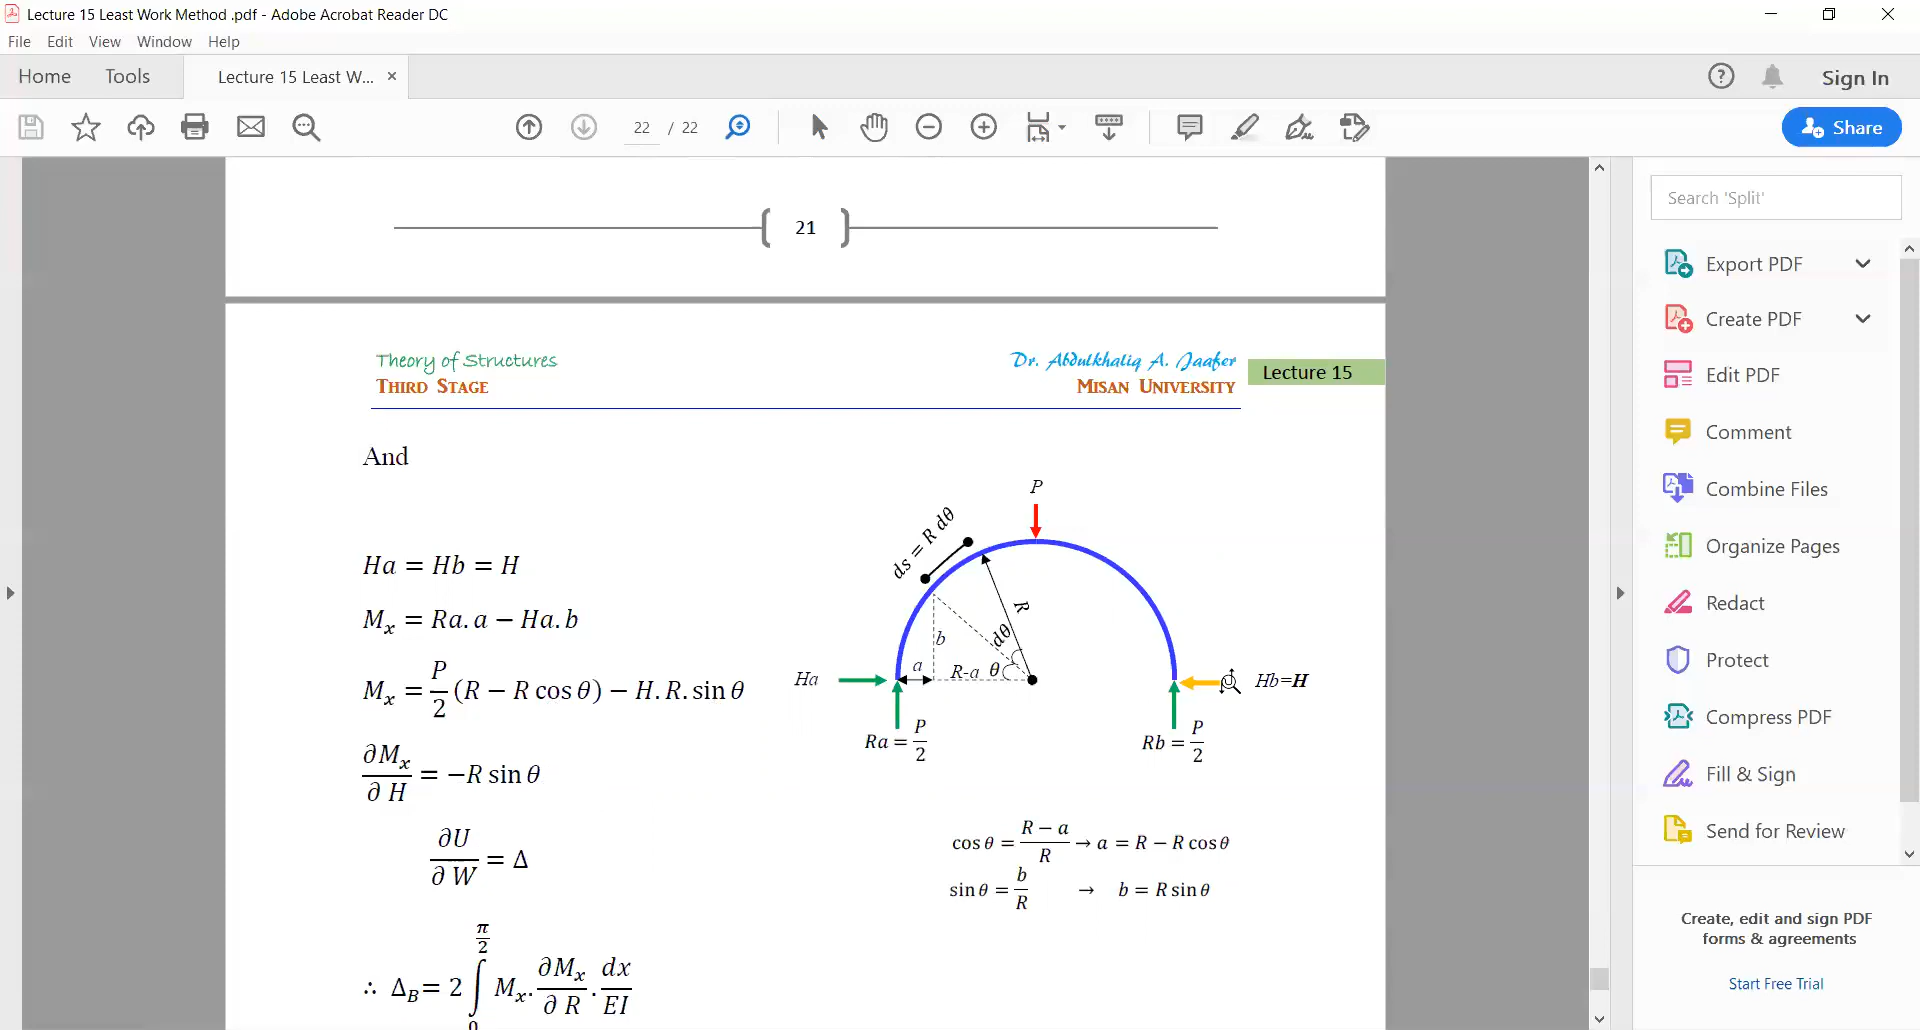 Lecture 15 Least Work Method .pdf - Adobe Acrobat Reader DC
File Edit View Window Help
Home Tools Lecture 15 Least W... × Sign In
22 / 22 Share
21
Search 'Split'
Export PDF
Create PDF
Edit PDF
Comment
Combine Files
Organize Pages
Redact
Protect
Compress PDF
Fill & Sign
Send for Review
Create, edit and sign PDF
forms & agreements
Start Free Trial
Theory of Structures
Third Stage
Dr. Abdulkhaliq A. Jaafer
Misan University
Lecture 15
And
Ha = Hb = H
Mₓ = Ra. a − Ha. b
Mₓ = P/2 (R − R cos θ) − H. R. sin θ
∂Mₓ/∂ H = −R sin θ
∂U/∂ W = Δ
∴ Δ_B = 2 ∫₀^(π/2) Mₓ. ∂Mₓ/∂ R . dx/EI
P
ds = R dθ
R
dθ
b
a
R-a θ
Ha
Hb=H
Ra = P/2
Rb = P/2
cos θ = (R − a)/R → a = R − R cos θ
sin θ = b/R → b = R sin θ